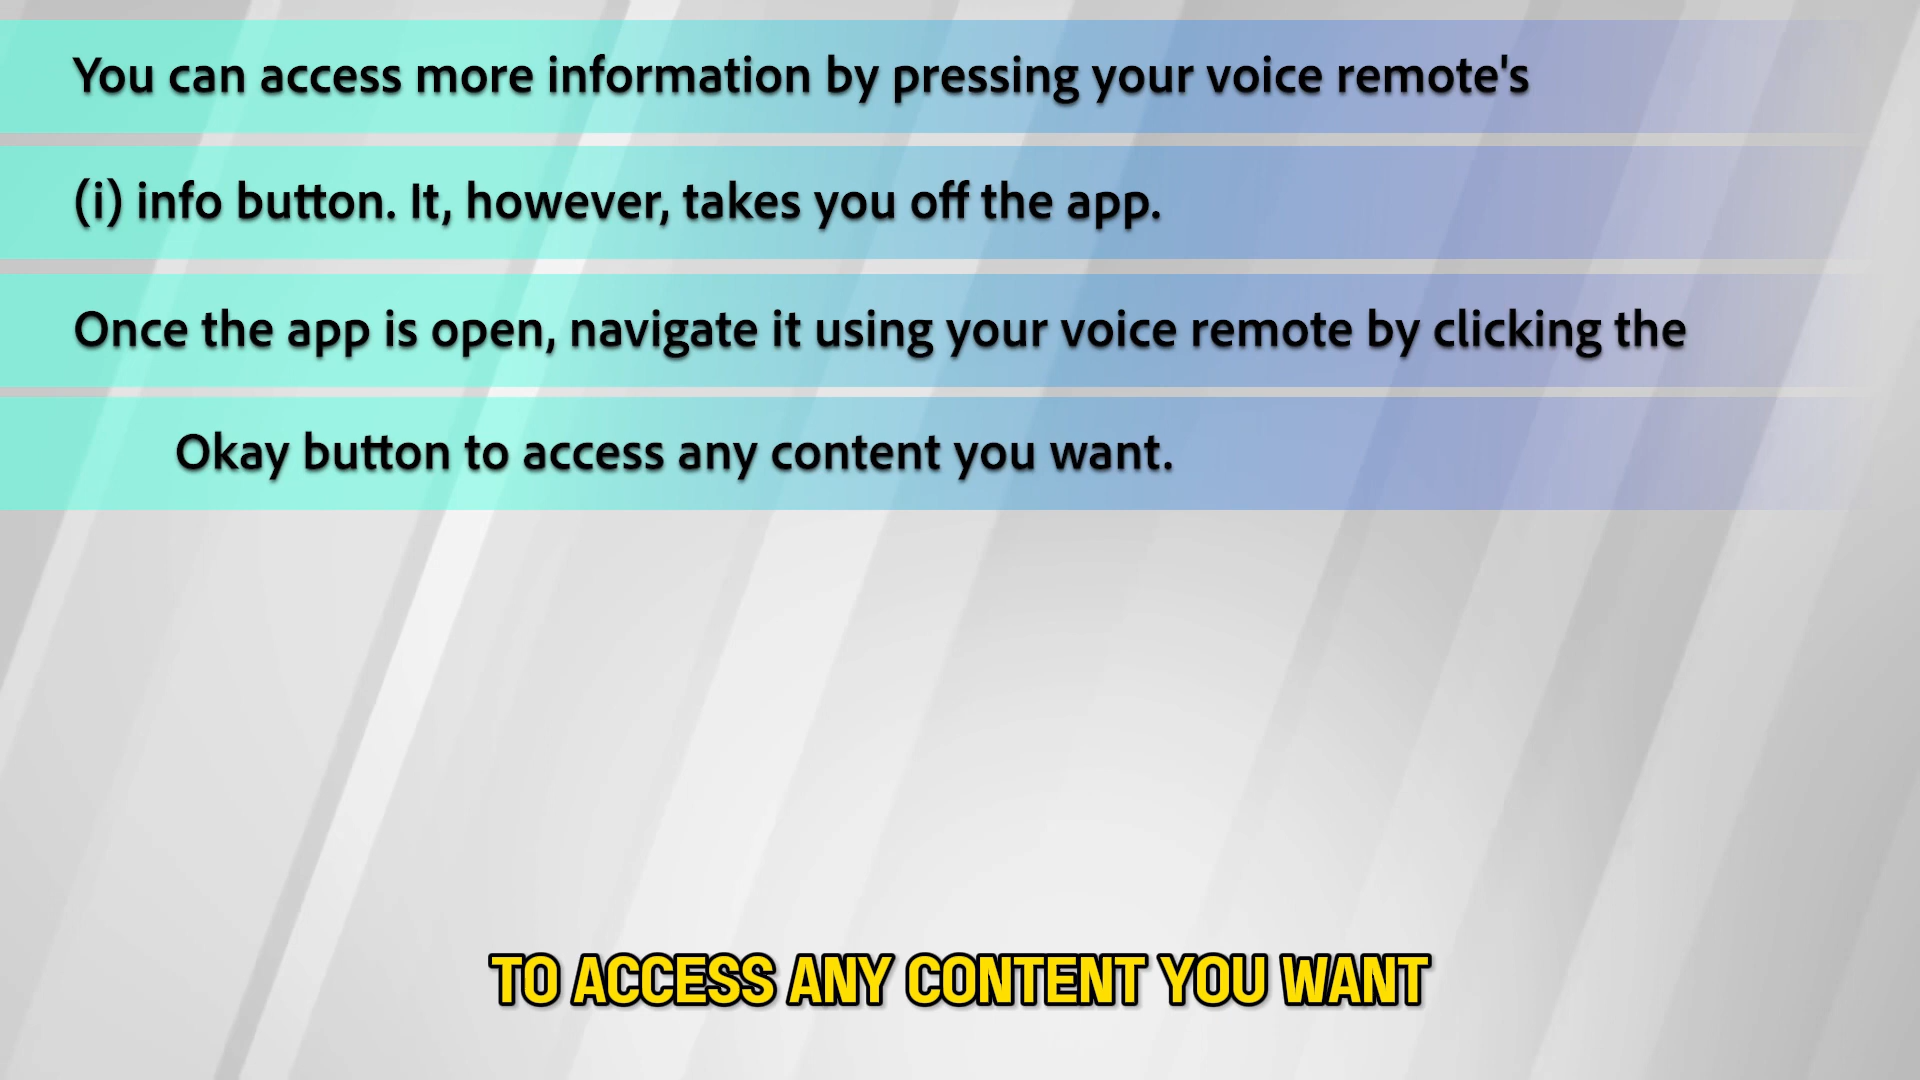 You can access more information by pressing your voice remote's
(i) info button. It, however, takes you off the app.
Once the app is open, navigate it using your voice remote by clicking the
Okay button to access any content you want.
TO ACCESS ANY CONTENT YOU WANT